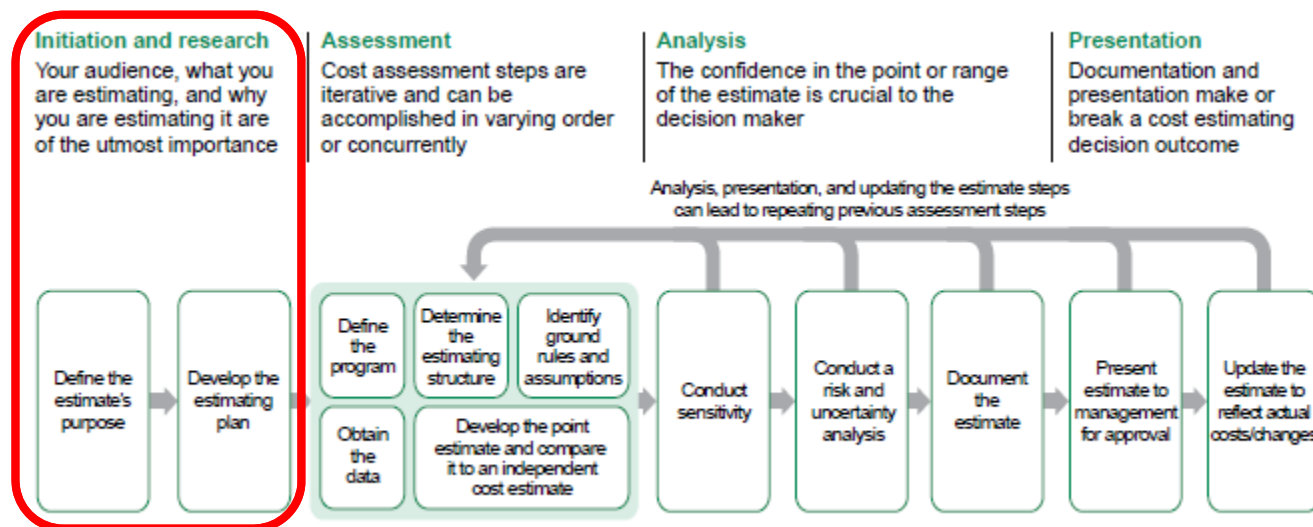 Initiation and research
Your audience, what you
are estimating, and why
you are estimating it are
of the utmost importance
Assessment
Cost assessment steps are
iterative and can be
accomplished in varying order
or concurrently
Analysis
The confidence in the point or range
of the estimate is crucial to the
decision maker
Presentation
Documentation and
presentation make or
break a cost estimating
decision outcome
Analysis, presentation, and updating the estimate steps
can lead to repeating previous assessment steps
Define the
estimate's
purpose
Develop the
estimating
plan
Define
the
program
Determine
the
estimating
structure
Identify
ground
rules and
assumptions
Obtain
the
data
Develop the point
estimate and compare
it to an independent
cost estimate
Conduct
sensitivity
Conduct a
risk and
uncertainty
analysis
Document
the
estimate
Present
estimate to
management
for approval
Update the
estimate to
reflect actual
costs/changes